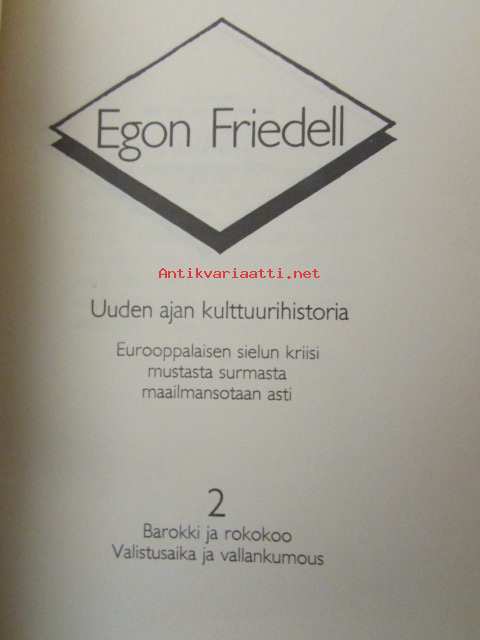 Egon Friedell
Antikvariaatti.net
Uuden ajan kulttuurihistoria
Eurooppalaisen sielun kriisi
mustasta surmasta
maailmansotaan asti
2
Barokki ja rokokoo
Valistusaika ja vallankumous